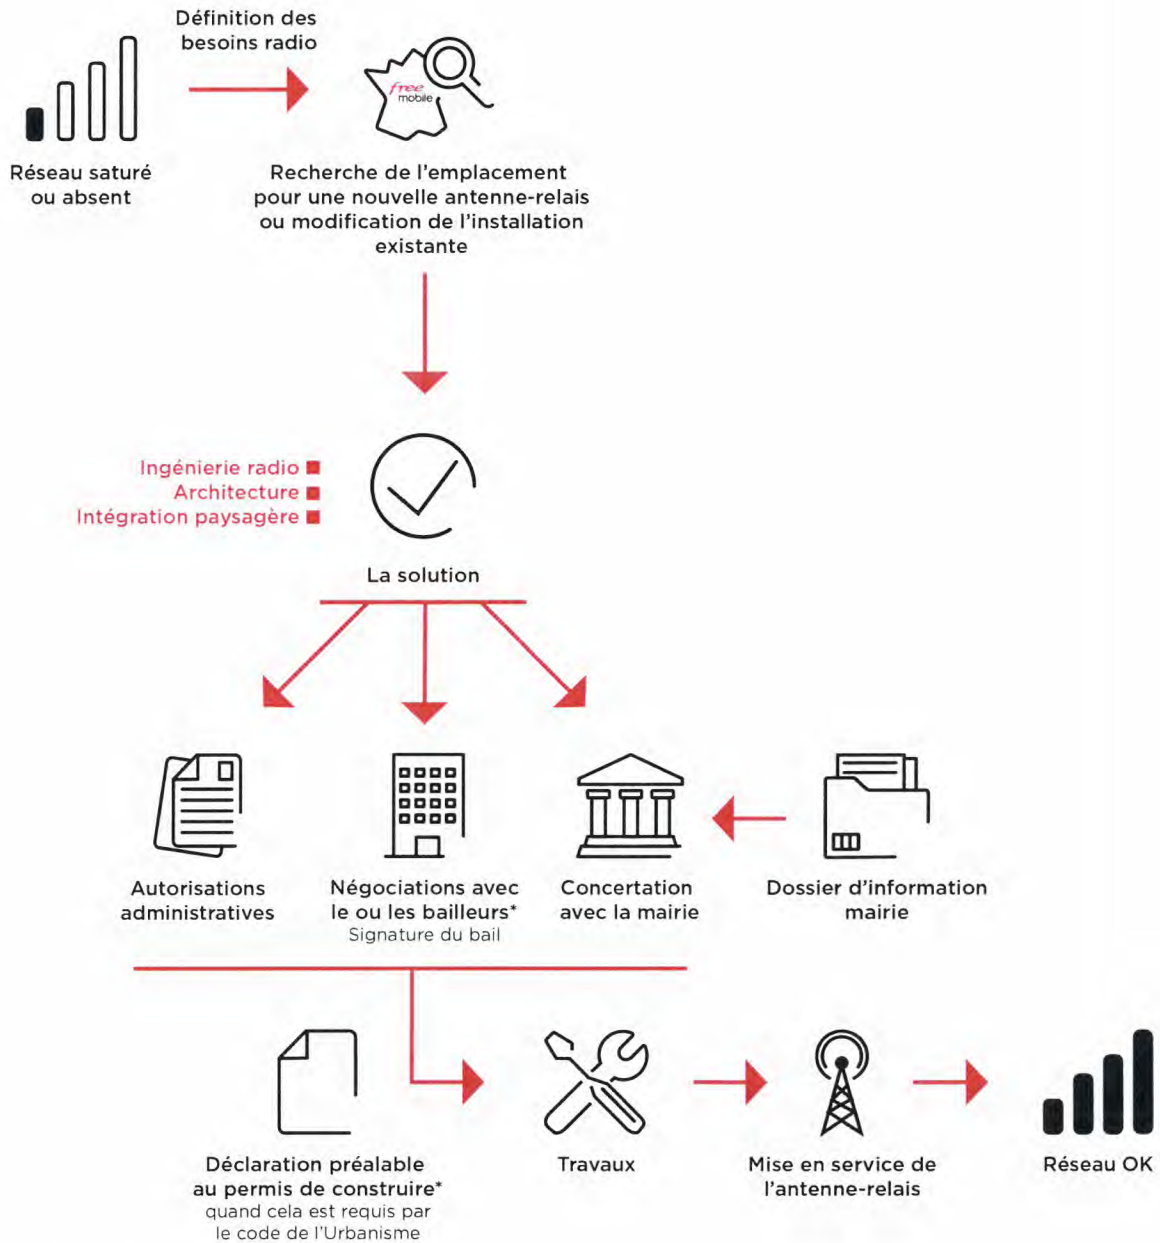 Définition des
besoins radio
free
mobile
Réseau saturé
ou absent
Recherche de l'emplacement
pour une nouvelle antenne-relais
ou modification de l'installation
existante
Ingénierie radio
Architecture
Intégration paysagère
La solution
Autorisations
administratives
Négociations avec
le ou les bailleurs*
Signature du bail
Concertation
avec la mairie
Dossier d'information
mairie
Déclaration préalable
au permis de construire*
quand cela est requis par
le code de l'Urbanisme
Travaux
Mise en service de
l'antenne-relais
Réseau OK